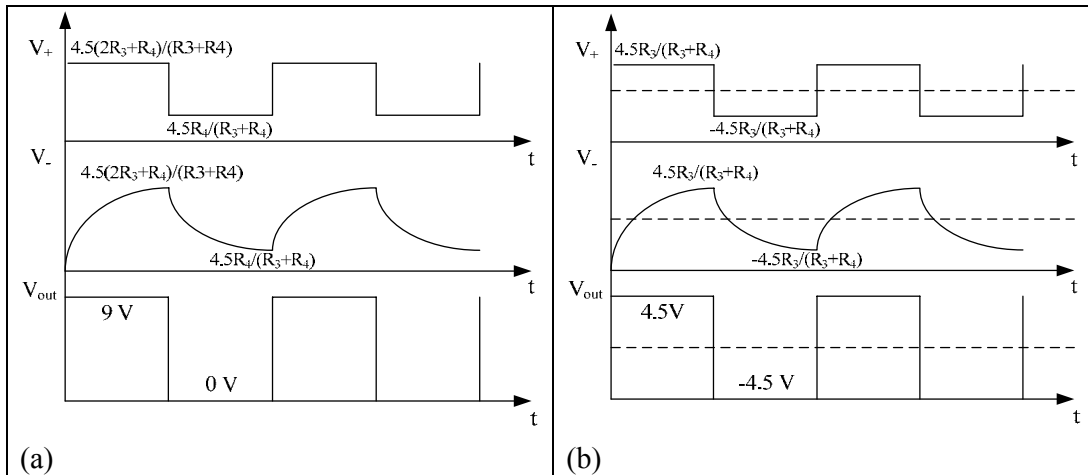 V₊
4.5(2R₃+R₄)/(R3+R4)
4.5R₄/(R₃+R₄)
t
V₋
4.5(2R₃+R₄)/(R3+R4)
4.5R₄/(R₃+R₄)
t
Vout
9 V
0 V
t
(a)
V₊
4.5R₃/(R₃+R₄)
-4.5R₃/(R₃+R₄)
t
V₋
4.5R₃/(R₃+R₄)
-4.5R₃/(R₃+R₄)
t
Vout
4.5V
-4.5 V
t
(b)